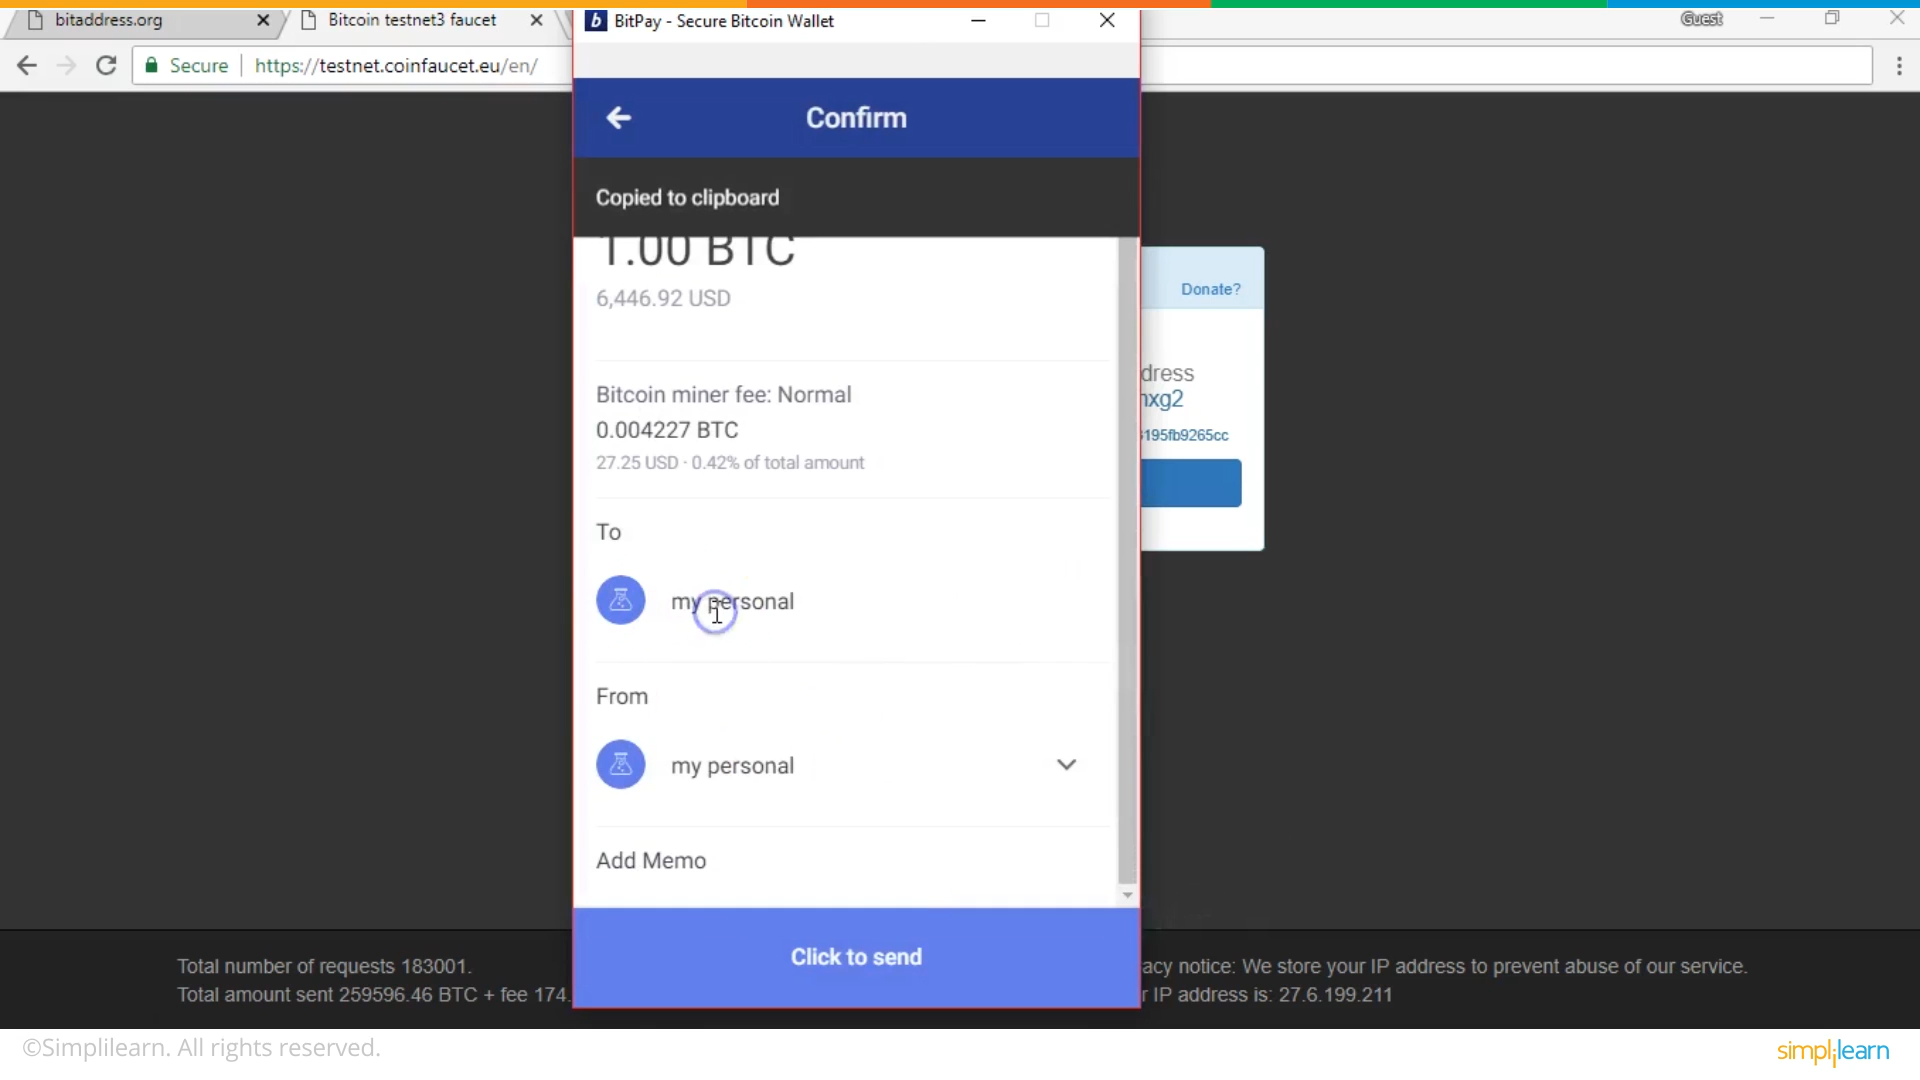 bitaddress.org
Bitcoin testnet3 faucet
BitPay - Secure Bitcoin Wallet
Guest
Secure
https://testnet.coinfaucet.eu/en/
Confirm
Copied to clipboard
1.00 BTC
6,446.92 USD
Donate?
Bitcoin miner fee: Normal
0.004227 BTC
27.25 USD · 0.42% of total amount
dress
xg2
195fb9265cc
To
my personal
From
my personal
Add Memo
Click to send
Total number of requests 183001.
Total amount sent 259596.46 BTC + fee 174.
acy notice: We store your IP address to prevent abuse of our service.
r IP address is: 27.6.199.211
©Simplilearn. All rights reserved.
simplilearn